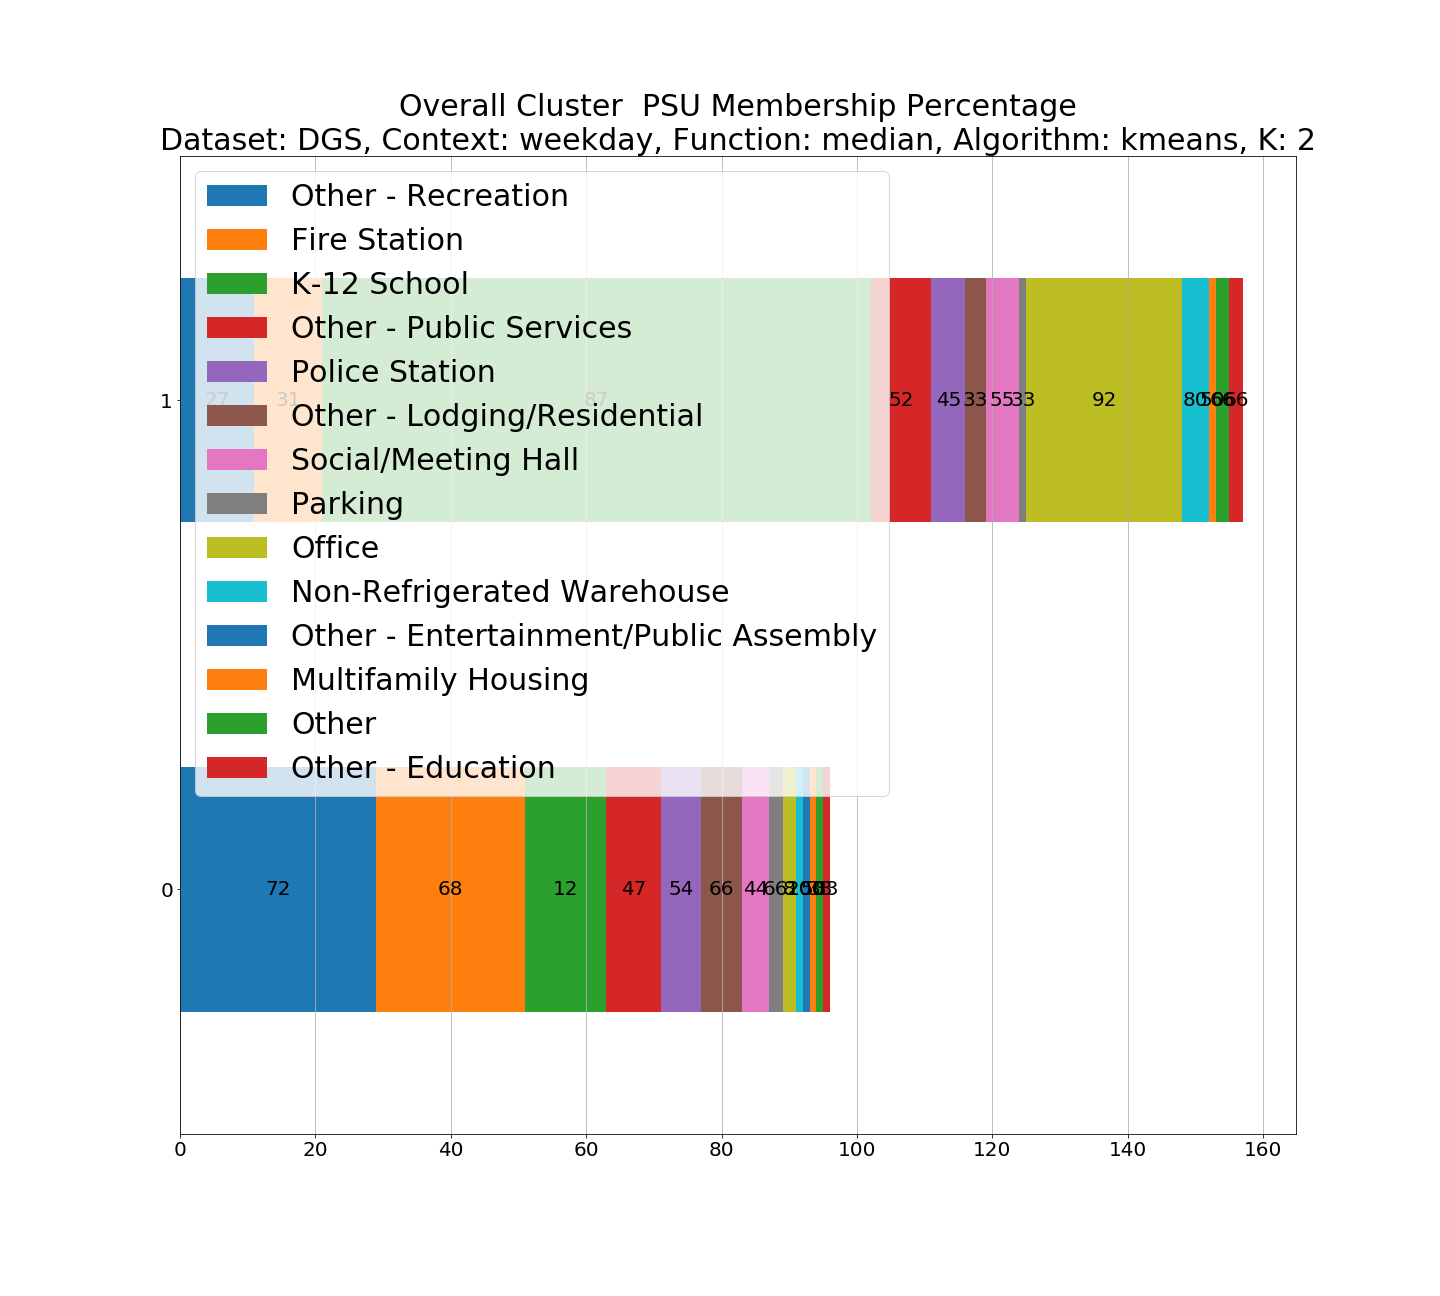 Overall Cluster  PSU Membership Percentage
Dataset: DGS, Context: weekday, Function: median, Algorithm: kmeans, K: 2
Other - Recreation
Fire Station
K-12 School
Other - Public Services
Police Station
Other - Lodging/Residential
Social/Meeting Hall
Parking
Office
Non-Refrigerated Warehouse
Other - Entertainment/Public Assembly
Multifamily Housing
Other
Other - Education
1
27 31 87 52 45 33 55 33 92 80
0
72 68 12 47 54 66 44
0 20 40 60 80 100 120 140 160